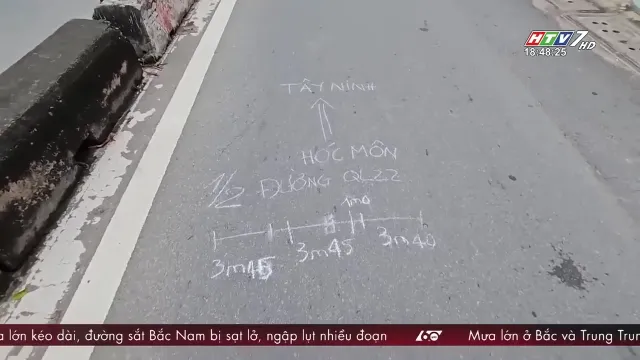 HTV7 HD
18:48:25
TÂY NINH
HÓC MÔN
1/2 ĐƯỜNG QL22
1m0
3m45 3m45 3m40
a lớn kéo dài, đường sắt Bắc Nam bị sạt lở, ngập lụt nhiều đoạn 60 Mưa lớn ở Bắc và Trung Trun